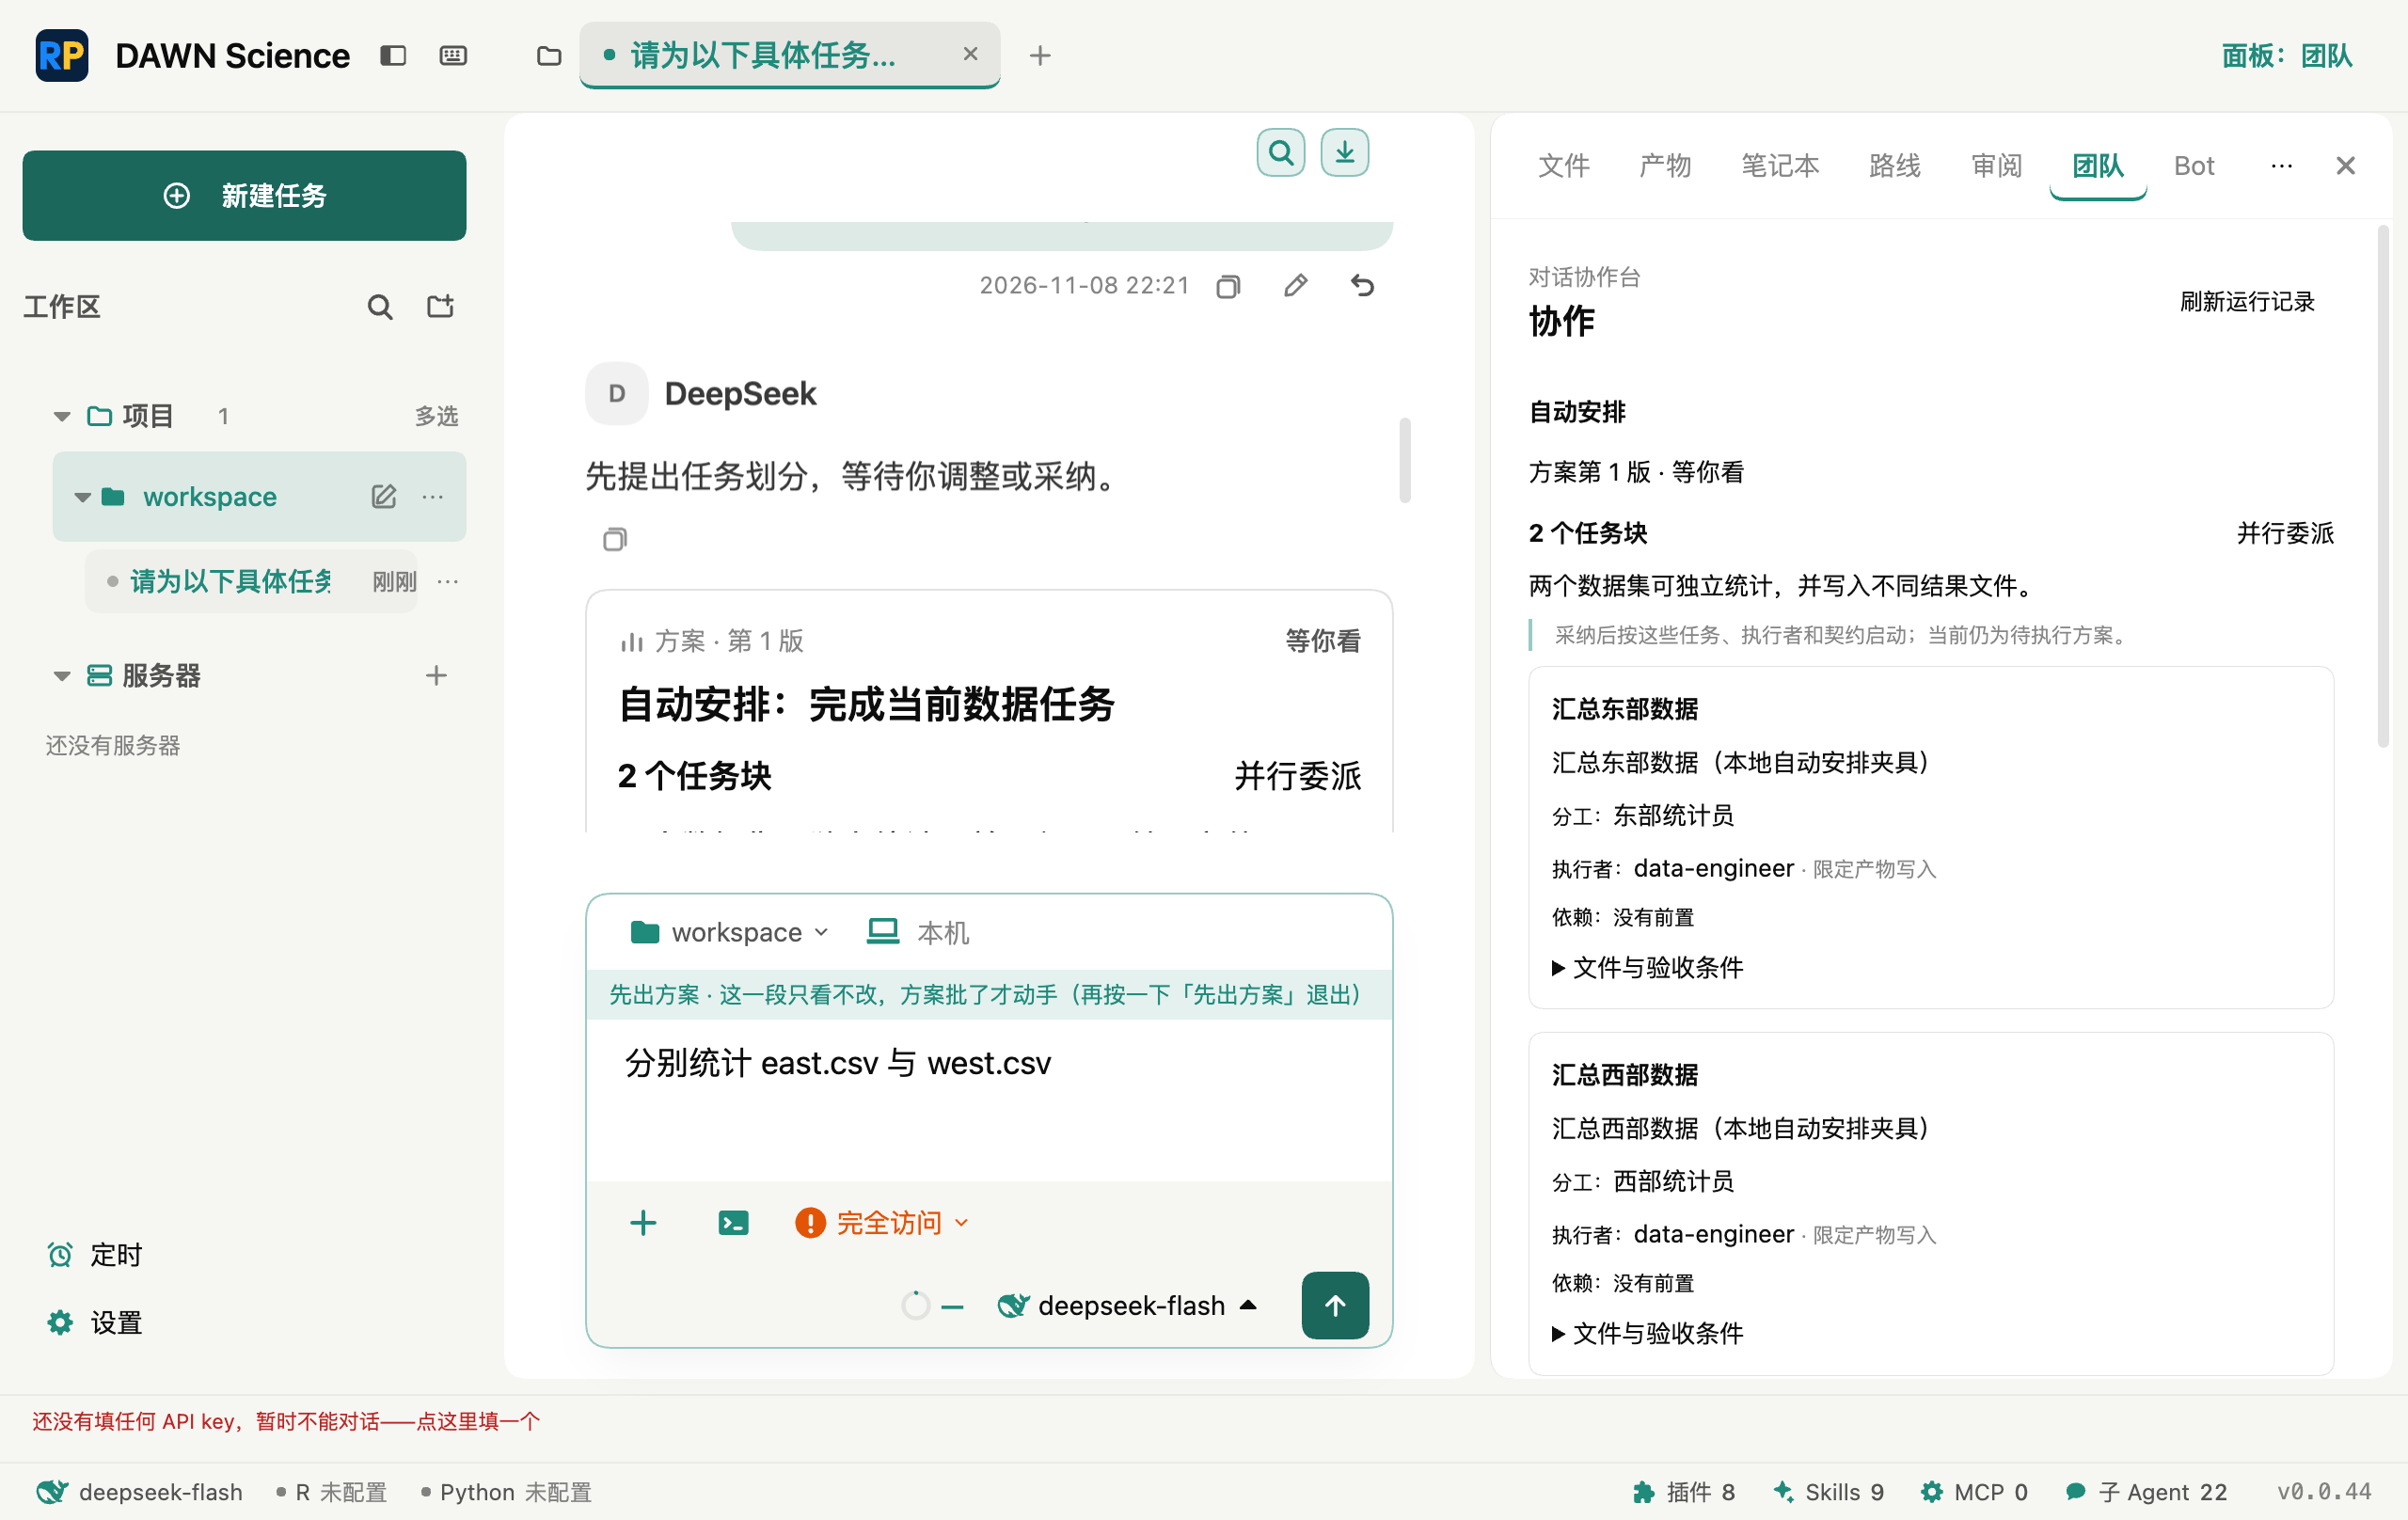 RP DAWN Science
请为以下具体任务...
面板：团队
新建任务
工作区
项目 1 多选
workspace
请为以下具体任务 刚刚
服务器
还没有服务器
定时
设置
2026-11-08 22:21
D DeepSeek
先提出任务划分，等待你调整或采纳。
方案 · 第 1 版 等你看
自动安排：完成当前数据任务
2 个任务块 并行委派
workspace 本机
先出方案 · 这一段只看不改，方案批了才动手（再按一下「先出方案」退出）
分别统计 east.csv 与 west.csv
完全访问
deepseek-flash
文件 产物 笔记本 路线 审阅 团队 Bot
对话协作台
协作
刷新运行记录
自动安排
方案第 1 版 · 等你看
2 个任务块 并行委派
两个数据集可独立统计，并写入不同结果文件。
采纳后按这些任务、执行者和契约启动；当前仍为待执行方案。
汇总东部数据
汇总东部数据（本地自动安排夹具）
分工：东部统计员
执行者：data-engineer · 限定产物写入
依赖：没有前置
文件与验收条件
汇总西部数据
汇总西部数据（本地自动安排夹具）
分工：西部统计员
执行者：data-engineer · 限定产物写入
依赖：没有前置
文件与验收条件
还没有填任何 API key，暂时不能对话——点这里填一个
deepseek-flash R 未配置 Python 未配置
插件 8 Skills 9 MCP 0 子 Agent 22 v0.0.44